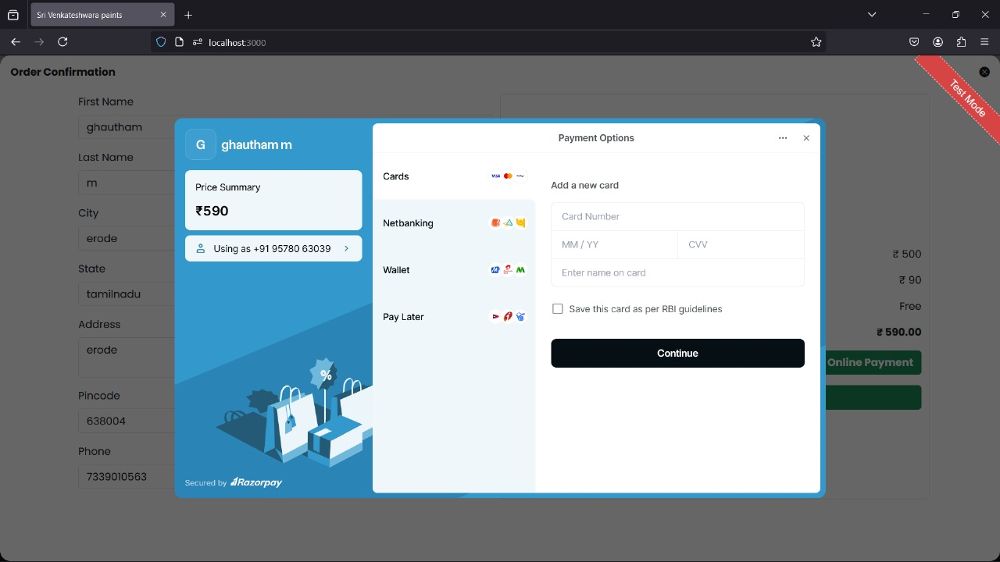 Sri Venkateshwara paints
localhost:3000
Order Confirmation
Test Mode
First Name
ghautham
Last Name
m
City
erode
State
tamilnadu
Address
erode
Pincode
638004
Phone
7339010563
G
ghautham m
Price Summary
₹590
Using as +91 95780 63039
%
Secured by Razorpay
Payment Options
Cards
VISA
Netbanking
Wallet
Pay Later
Add a new card
Card Number
MM / YY
CVV
Enter name on card
Save this card as per RBI guidelines
Continue
₹ 500
₹ 90
Free
₹ 590.00
Online Payment